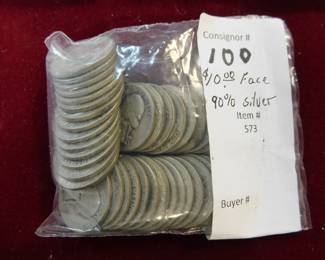 Consignor #
100
$10.00 Face
90% silver
Item #
573
Buyer #